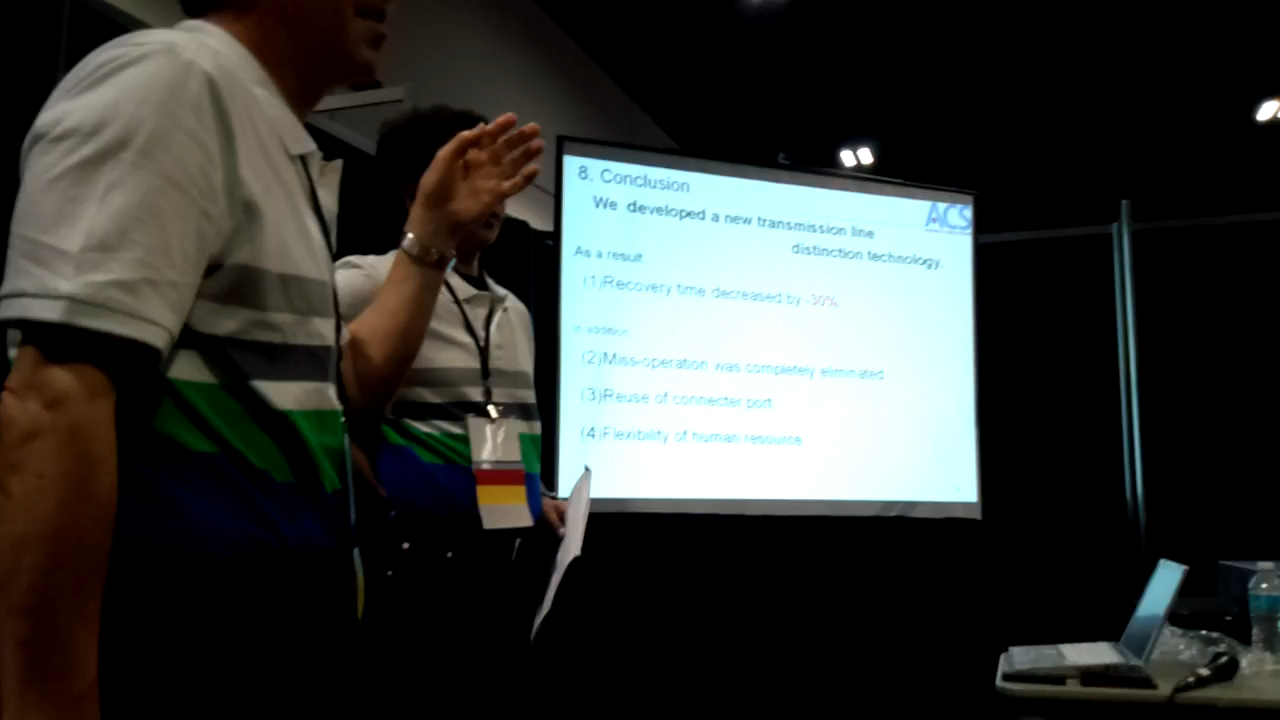 8. Conclusion
ACS
We developed a new transmission line
distinction technology.
As a result
(1)Recovery time decreased by -30%
In addition
(2)Miss-operation was completely eliminated
(3)Reuse of connecter port
(4)Flexibility of human resource